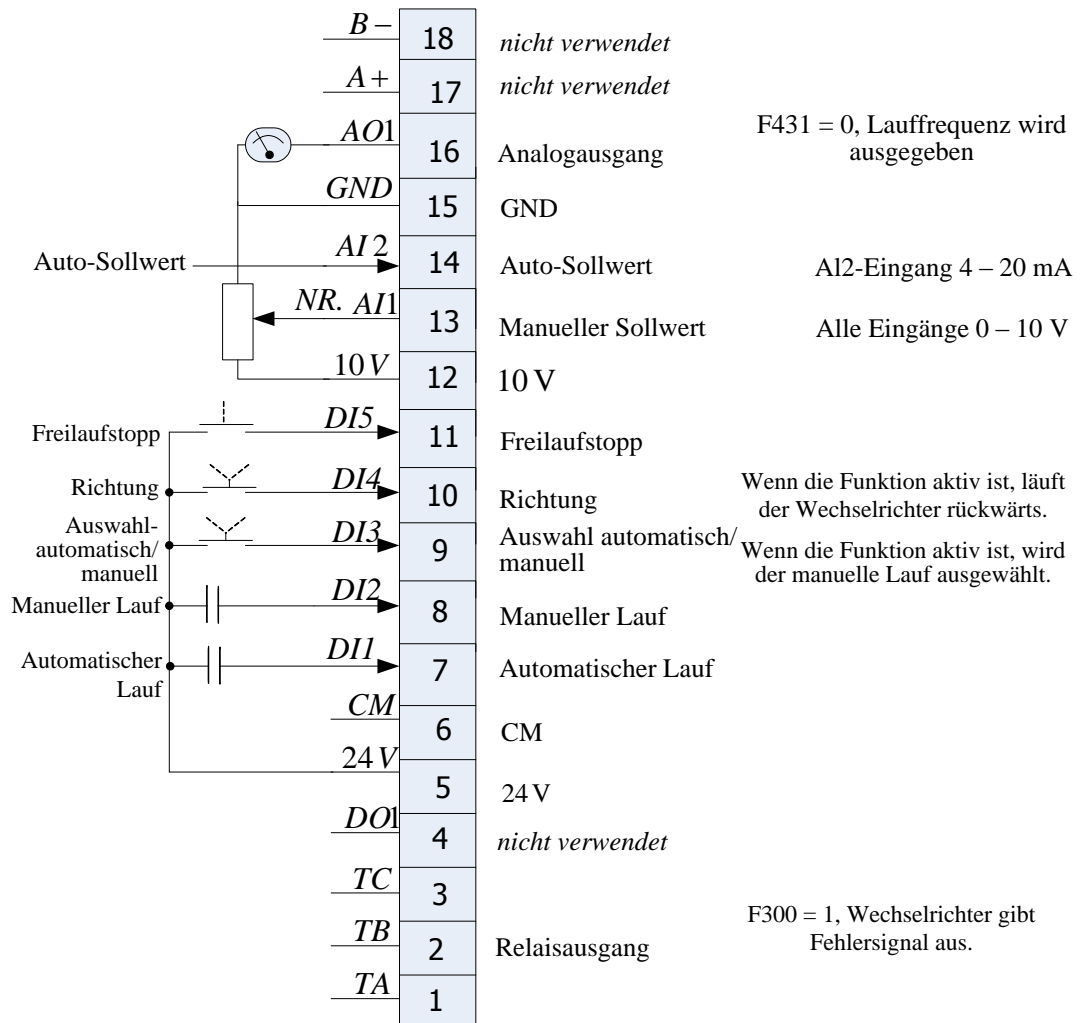 B − 18 nicht verwendet
A + 17 nicht verwendet
AO1 16 Analogausgang F431 = 0, Lauffrequenz wird
ausgegeben
GND 15 GND
Auto-Sollwert AI 2 14 Auto-Sollwert Al2-Eingang 4 – 20 mA
NR. AI1 13 Manueller Sollwert Alle Eingänge 0 – 10 V
10 V 12 10 V
Freilaufstopp DI5 11 Freilaufstopp
Richtung DI4 10 Richtung Wenn die Funktion aktiv ist, läuft
der Wechselrichter rückwärts.
Auswahl-
automatisch/
manuell DI3 9 Auswahl automatisch/
manuell Wenn die Funktion aktiv ist, wird
der manuelle Lauf ausgewählt.
Manueller Lauf DI2 8 Manueller Lauf
Automatischer
Lauf DI1 7 Automatischer Lauf
CM 6 CM
24 V 5 24 V
DO1 4 nicht verwendet
TC 3
TB 2 Relaisausgang F300 = 1, Wechselrichter gibt
Fehlersignal aus.
TA 1